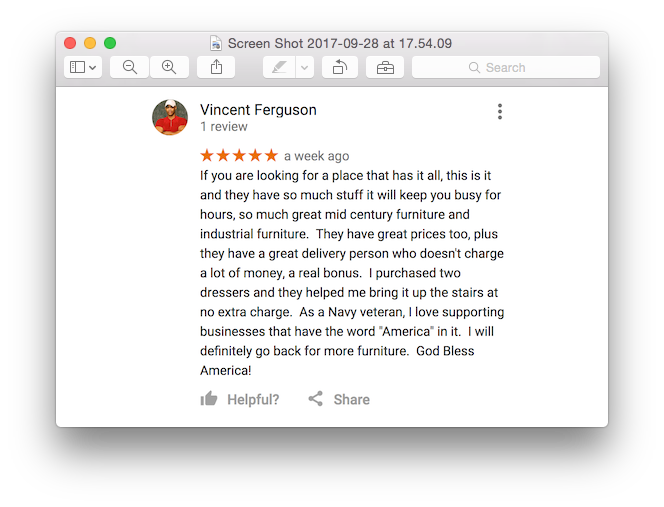 Screen Shot 2017-09-28 at 17.54.09
Search
Vincent Ferguson
1 review
a week ago
If you are looking for a place that has it all, this is it
and they have so much stuff it will keep you busy for
hours, so much great mid century furniture and
industrial furniture.  They have great prices too, plus
they have a great delivery person who doesn't charge
a lot of money, a real bonus.  I purchased two
dressers and they helped me bring it up the stairs at
no extra charge.  As a Navy veteran, I love supporting
businesses that have the word "America" in it.  I will
definitely go back for more furniture.  God Bless
America!
Helpful? Share